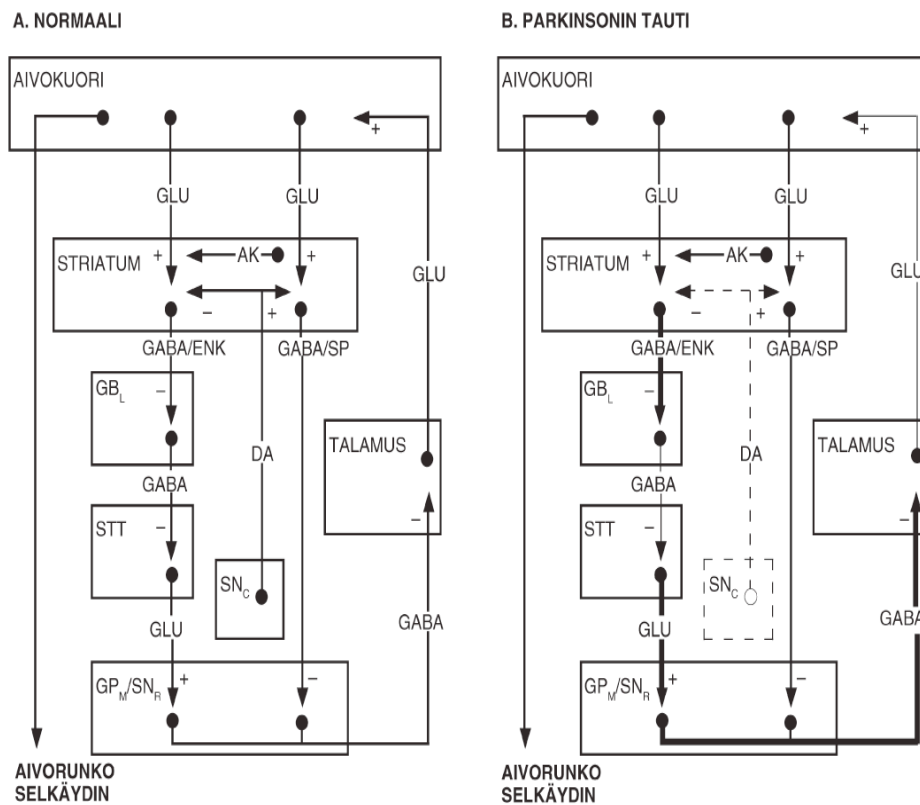 A. NORMAALI
AIVOKUORI
+
GLU
GLU
GLU
STRIATUM
+
AK
+
–
+
GABA/ENK
GABA/SP
GB L
–
DA
TALAMUS
–
GABA
STT
–
SN C
GLU
GABA
GP M /SN R
+
–
AIVORUNKO
SELKÄYDIN
B. PARKINSONIN TAUTI
AIVOKUORI
+
GLU
GLU
GLU
STRIATUM
+
AK
+
–
+
GABA/ENK
GABA/SP
GB L
–
DA
TALAMUS
–
GABA
STT
–
SN C
GLU
GABA
GP M /SN R
+
–
AIVORUNKO
SELKÄYDIN